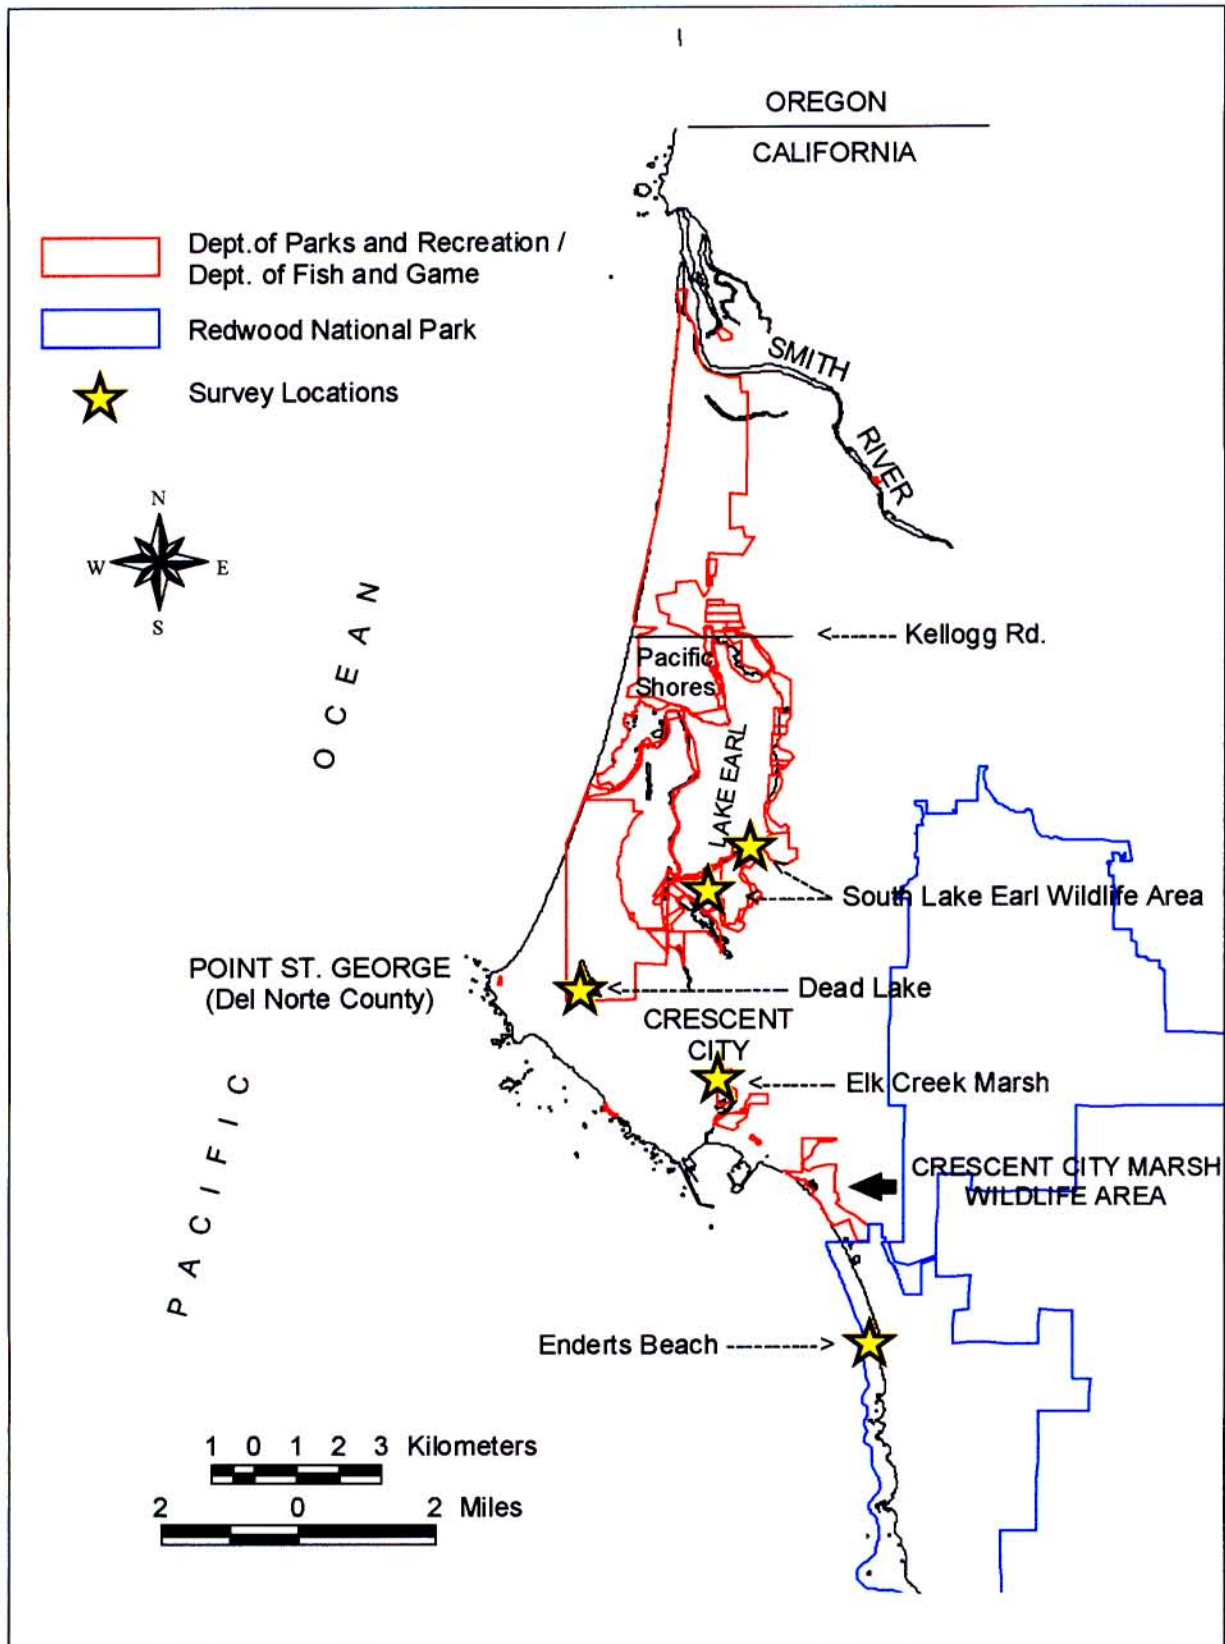 OREGON
CALIFORNIA
Dept.of Parks and Recreation /
Dept. of Fish and Game
Redwood National Park
Survey Locations
SMITH
RIVER
N
W E
S
OCEAN
<------- Kellogg Rd.
Pacific
Shores
LAKE EARL
South Lake Earl Wildlife Area
POINT ST. GEORGE
(Del Norte County)
Dead Lake
CRESCENT
CITY
Elk Creek Marsh
PACIFIC
CRESCENT CITY MARSH
WILDLIFE AREA
Enderts Beach
1 0 1 2 3 Kilometers
2 0 2 Miles